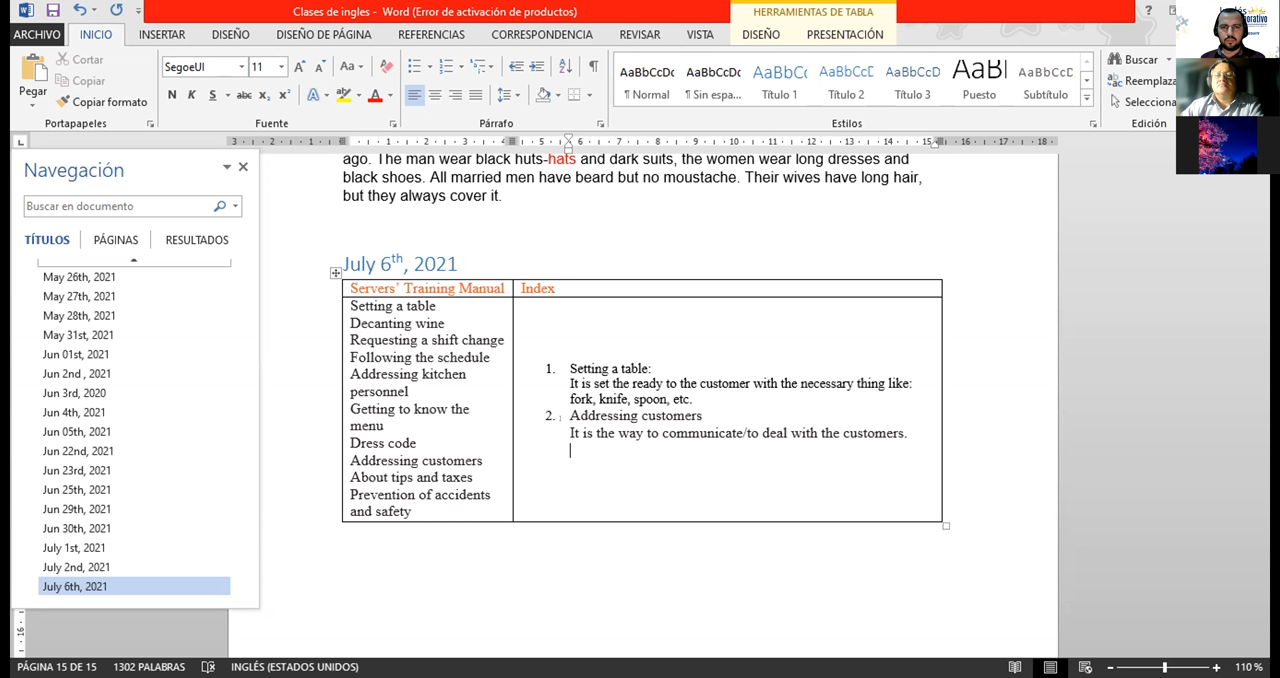 Clases de ingles - Word (Error de activación de productos)
HERRAMIENTAS DE TABLA
ARCHIVO INICIO INSERTAR DISEÑO DISEÑO DE PÁGINA REFERENCIAS CORRESPONDENCIA REVISAR VISTA DISEÑO PRESENTACIÓN
Pegar
Cortar
Copiar
Copiar formato
Portapapeles
SegoeUI 11
N K S abc x₂ x²
Fuente
Párrafo
AaBbCcDc AaBbCcDc AaBbCc AaBbCcC AaBbCcD AaB AaBbCcC
¶ Normal ¶ Sin espa... Título 1 Título 2 Título 3 Puesto Subtítulo
Estilos
Buscar
Reemplaza
Selecciona
Edición
Navegación
Buscar en documento
TÍTULOS PÁGINAS RESULTADOS
May 26th, 2021
May 27th, 2021
May 28th, 2021
May 31st, 2021
Jun 01st, 2021
Jun 2nd , 2021
Jun 3rd, 2020
Jun 4th, 2021
Jun 05th, 2021
Jun 22nd, 2021
Jun 23rd, 2021
Jun 25th, 2021
Jun 29th, 2021
Jun 30th, 2021
July 1st, 2021
July 2nd, 2021
July 6th, 2021
ago. The man wear black huts-hats and dark suits, the women wear long dresses and
black shoes. All married men have beard but no moustache. Their wives have long hair,
but they always cover it.
July 6th, 2021
Servers' Training Manual
Setting a table
Decanting wine
Requesting a shift change
Following the schedule
Addressing kitchen
personnel
Getting to know the
menu
Dress code
Addressing customers
About tips and taxes
Prevention of accidents
and safety
Index
1. Setting a table:
It is set the ready to the customer with the necessary thing like:
fork, knife, spoon, etc.
2. Addressing customers
It is the way to communicate/to deal with the customers.
PÁGINA 15 DE 15 1302 PALABRAS INGLÉS (ESTADOS UNIDOS) 110 %